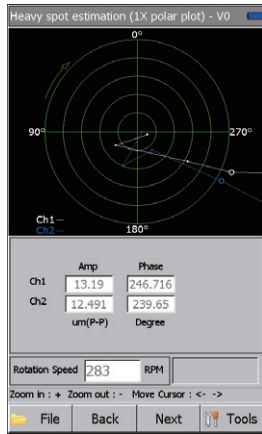 Heavy spot estimation (1X polar plot) - V0
0°
90° 270°
Ch1
Ch2
180°
Amp Phase
Ch1 13.19 246.716
Ch2 12.491 239.65
um(P-P) Degree
Rotation Speed 283 RPM
Zoom in : + Zoom out : - Move Cursor : <- ->
File Back Next Tools